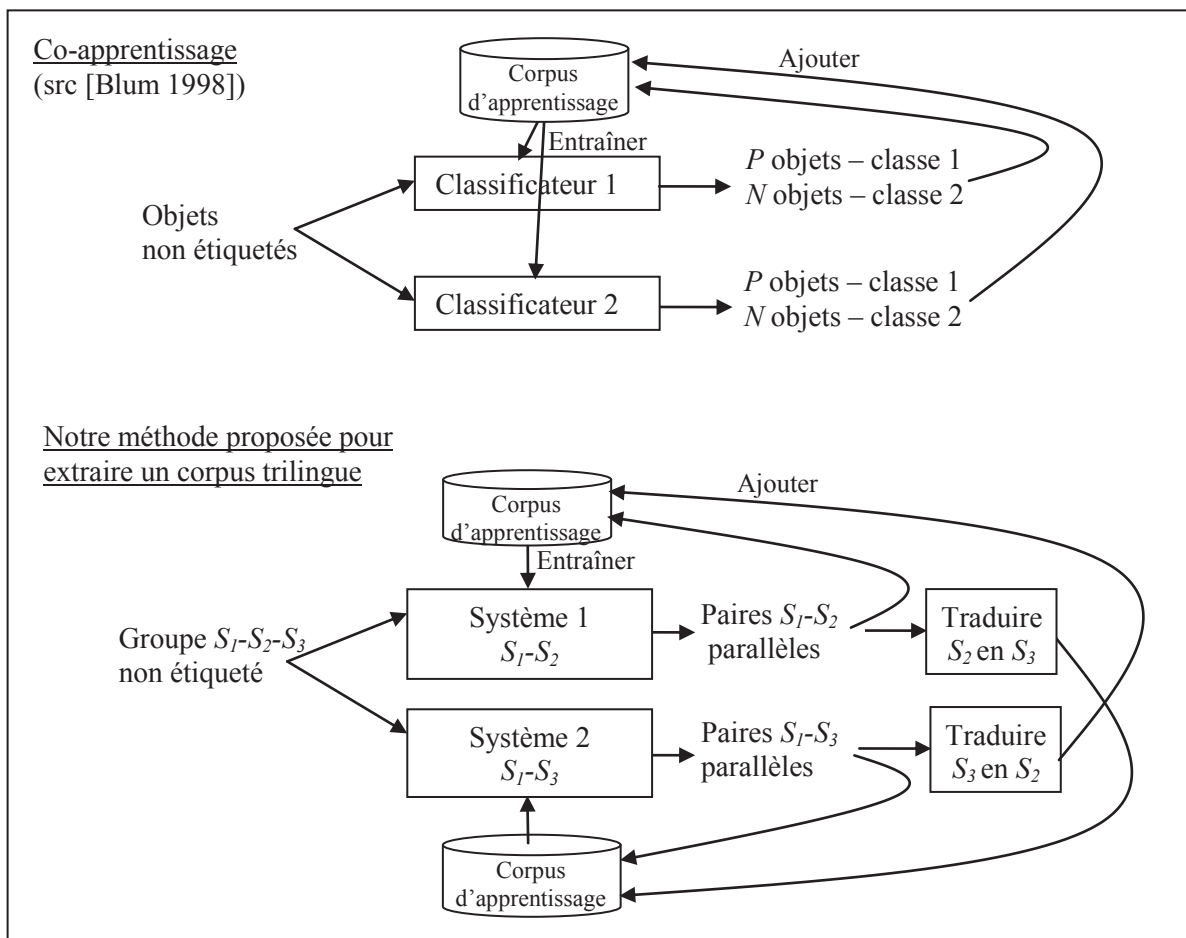 Co-apprentissage
(src [Blum 1998])
Corpus
d'apprentissage
Ajouter
Entraîner
Classificateur 1
P objets – classe 1
N objets – classe 2
Objets
non étiquetés
Classificateur 2
P objets – classe 1
N objets – classe 2
Notre méthode proposée pour
extraire un corpus trilingue
Corpus
d'apprentissage
Ajouter
Entraîner
Groupe S1-S2-S3
non étiqueté
Système 1
S1-S2
Paires S1-S2
parallèles
Traduire
S2 en S3
Système 2
S1-S3
Paires S1-S3
parallèles
Traduire
S3 en S2
Corpus
d'apprentissage